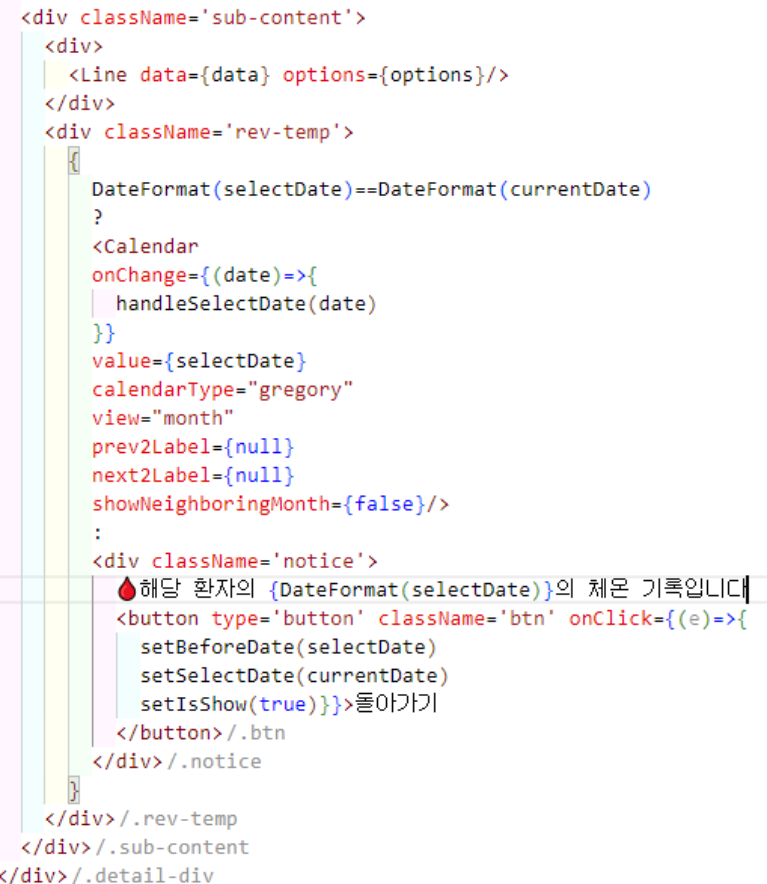 <div className='sub-content'>
<div>
<Line data={data} options={options}/>
</div>
<div className='rev-temp'>
{
DateFormat(selectDate)==DateFormat(currentDate)
?
<Calendar
onChange={(date)=>{
handleSelectDate(date)
}}
value={selectDate}
calendarType="gregory"
view="month"
prev2Label={null}
next2Label={null}
showNeighboringMonth={false}/>
:
<div className='notice'>
🩸해당 환자의 {DateFormat(selectDate)}의 체온 기록입니다
<button type='button' className='btn' onClick={(e)=>{
setBeforeDate(selectDate)
setSelectDate(currentDate)
setIsShow(true)}}>돌아가기
</button>/.btn
</div>/.notice
}
</div>/.rev-temp
</div>/.sub-content
</div>/.detail-div